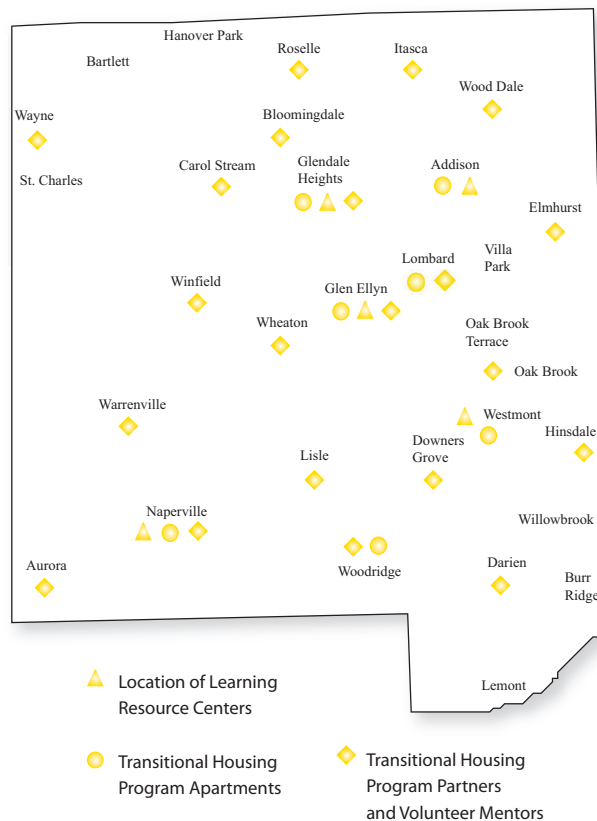 Hanover Park
Bartlett
Roselle
Itasca
Wood Dale
Wayne
Bloomingdale
Carol Stream
Glendale
Heights
Addison
St. Charles
Elmhurst
Lombard
Villa
Park
Winfield
Glen Ellyn
Wheaton
Oak Brook
Terrace
Oak Brook
Warrenville
Westmont
Downers
Grove
Hinsdale
Lisle
Naperville
Willowbrook
Aurora
Woodridge
Darien
Burr
Ridge
Lemont
Location of Learning
Resource Centers
Transitional Housing
Program Apartments
Transitional Housing
Program Partners
and Volunteer Mentors